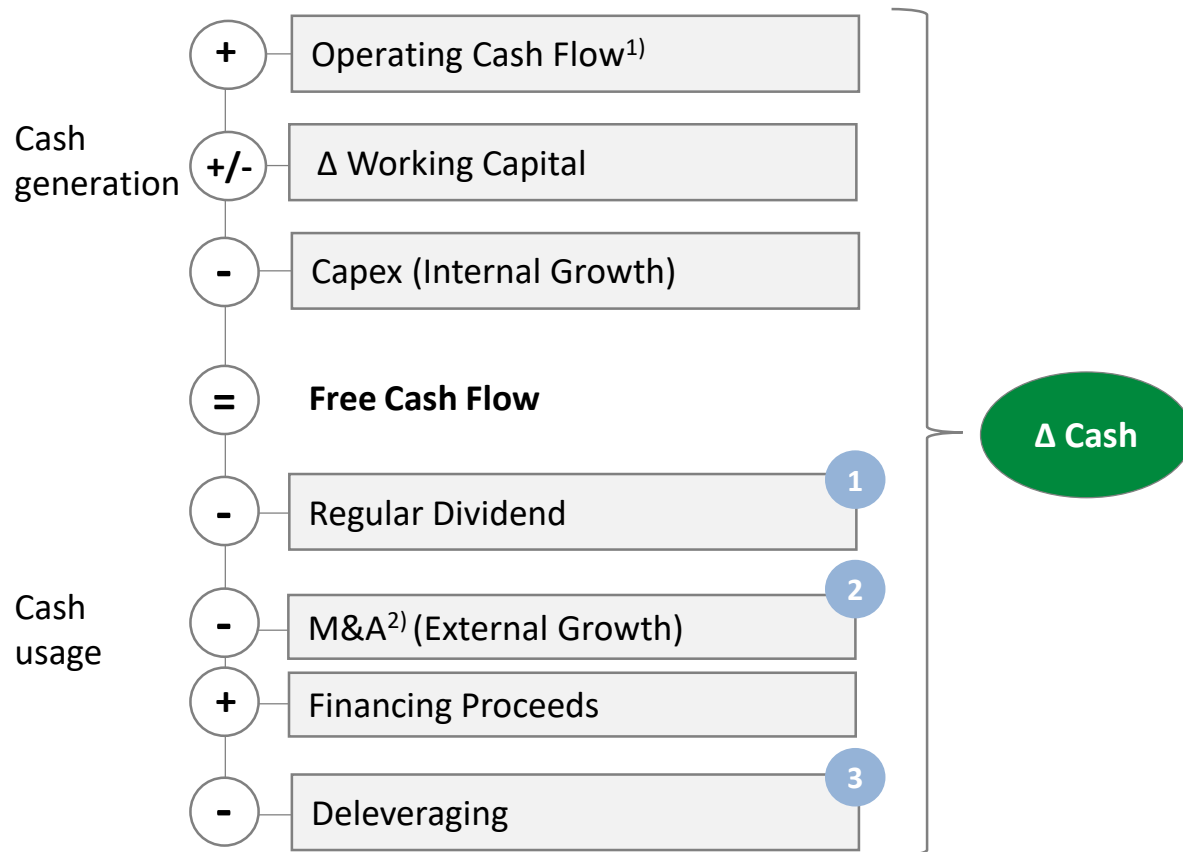 +
Operating Cash Flow1)
Cash
generation
+/-
Δ Working Capital
-
Capex (Internal Growth)
=
Free Cash Flow
Δ Cash
1
-
Regular Dividend
2
Cash
usage
-
M&A2) (External Growth)
+
Financing Proceeds
3
-
Deleveraging